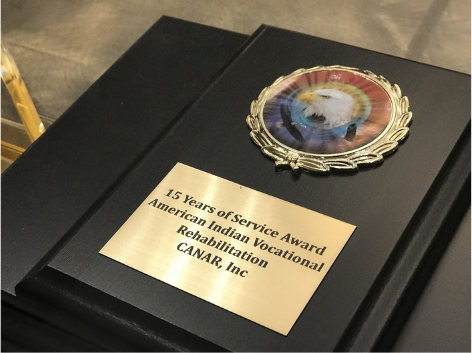 15 Years of Service Award
American Indian Vocational
Rehabilitation
CANAR, Inc